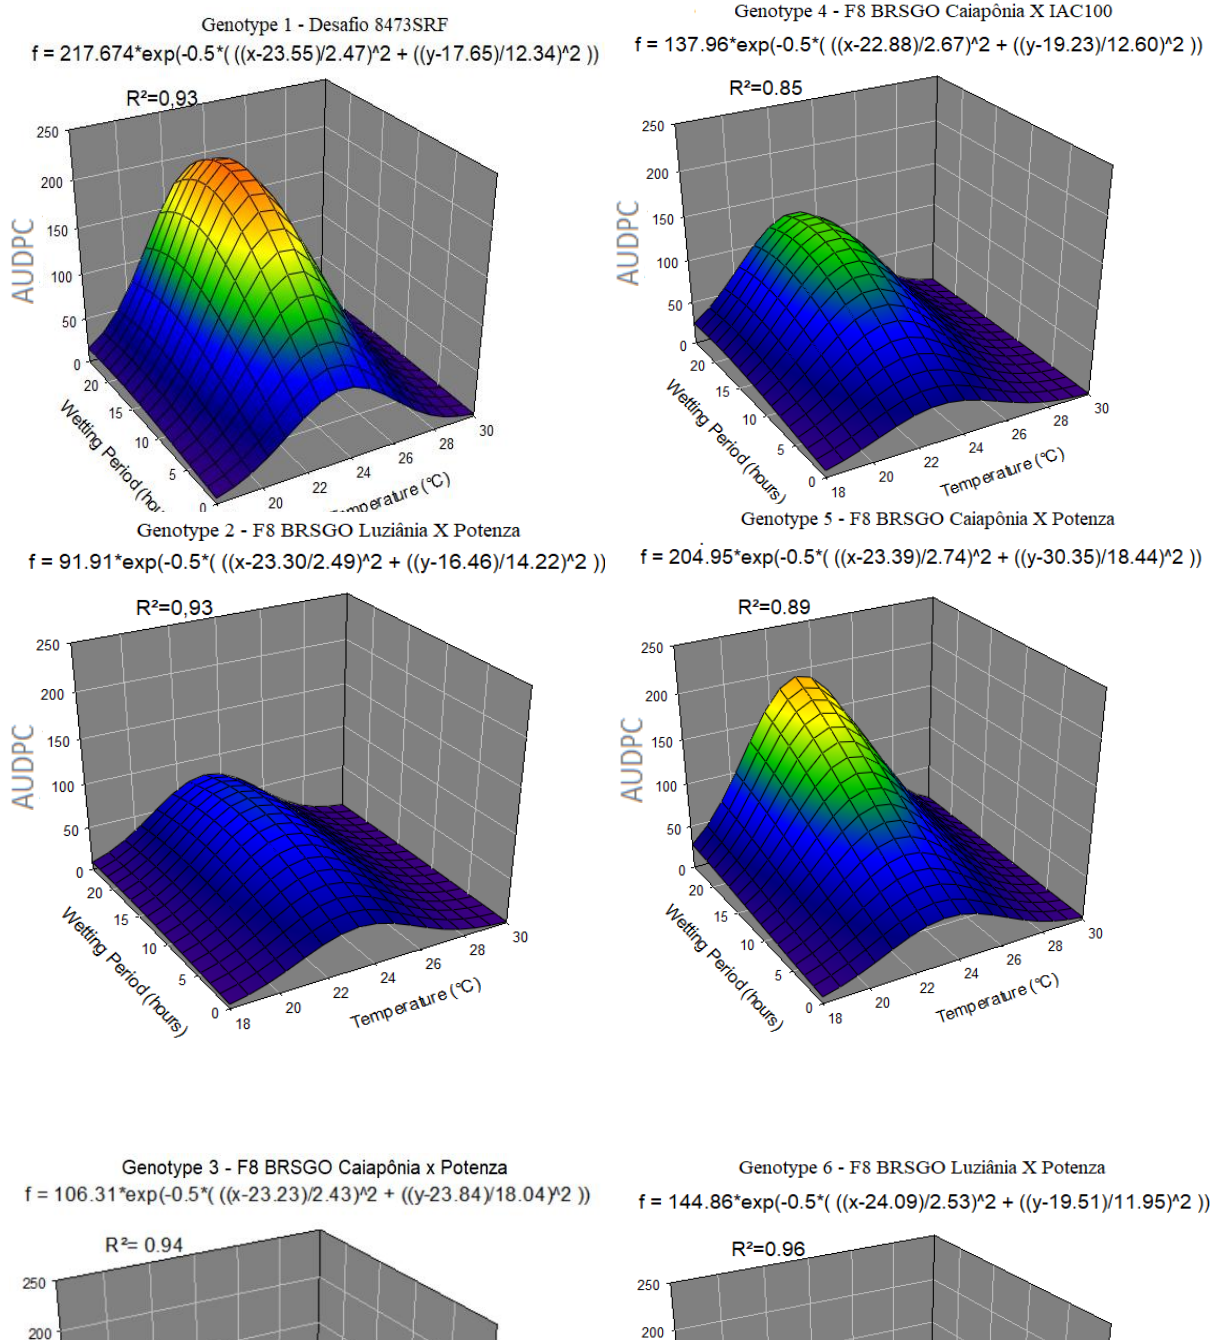 Genotype 1 - Desafio 8473SRF
f = 217.674*exp(-0.5*( ((x-23.55)/2.47)^2 + ((y-17.65)/12.34)^2 ))
R²=0,93
250
200
150
100
50
0
AUDPC
20
15
10
5
0
Wetting Period (hou
20
22
24
26
28
30
mperature (°C)
Genotype 4 - F8 BRSGO Caiapônia X IAC100
f = 137.96*exp(-0.5*( ((x-22.88)/2.67)^2 + ((y-19.23)/12.60)^2 ))
R²=0.85
250
200
150
100
50
0
AUDPC
20
15
10
5
0
Wetting Period (hours)
18
20
22
24
26
28
30
Temperature (°C)
Genotype 2 - F8 BRSGO Luziânia X Potenza
f = 91.91*exp(-0.5*( ((x-23.30/2.49)^2 + ((y-16.46)/14.22)^2 ))
R²=0,93
250
200
150
100
50
0
AUDPC
20
15
10
5
0
Wetting Period (hours)
18
20
22
24
26
28
30
Temperature (°C)
Genotype 5 - F8 BRSGO Caiapônia X Potenza
f = 204.95*exp(-0.5*( ((x-23.39)/2.74)^2 + ((y-30.35)/18.44)^2 ))
R²=0.89
250
200
150
100
50
0
AUDPC
20
15
10
5
0
Wetting Period (hours)
18
20
22
24
26
28
30
Temperature (°C)
Genotype 3 - F8 BRSGO Caiapônia x Potenza
f = 106.31*exp(-0.5*( ((x-23.23)/2.43)^2 + ((y-23.84)/18.04)^2 ))
R²= 0.94
250
200
Genotype 6 - F8 BRSGO Luziânia X Potenza
f = 144.86*exp(-0.5*( ((x-24.09)/2.53)^2 + ((y-19.51)/11.95)^2 ))
R²=0.96
250
200